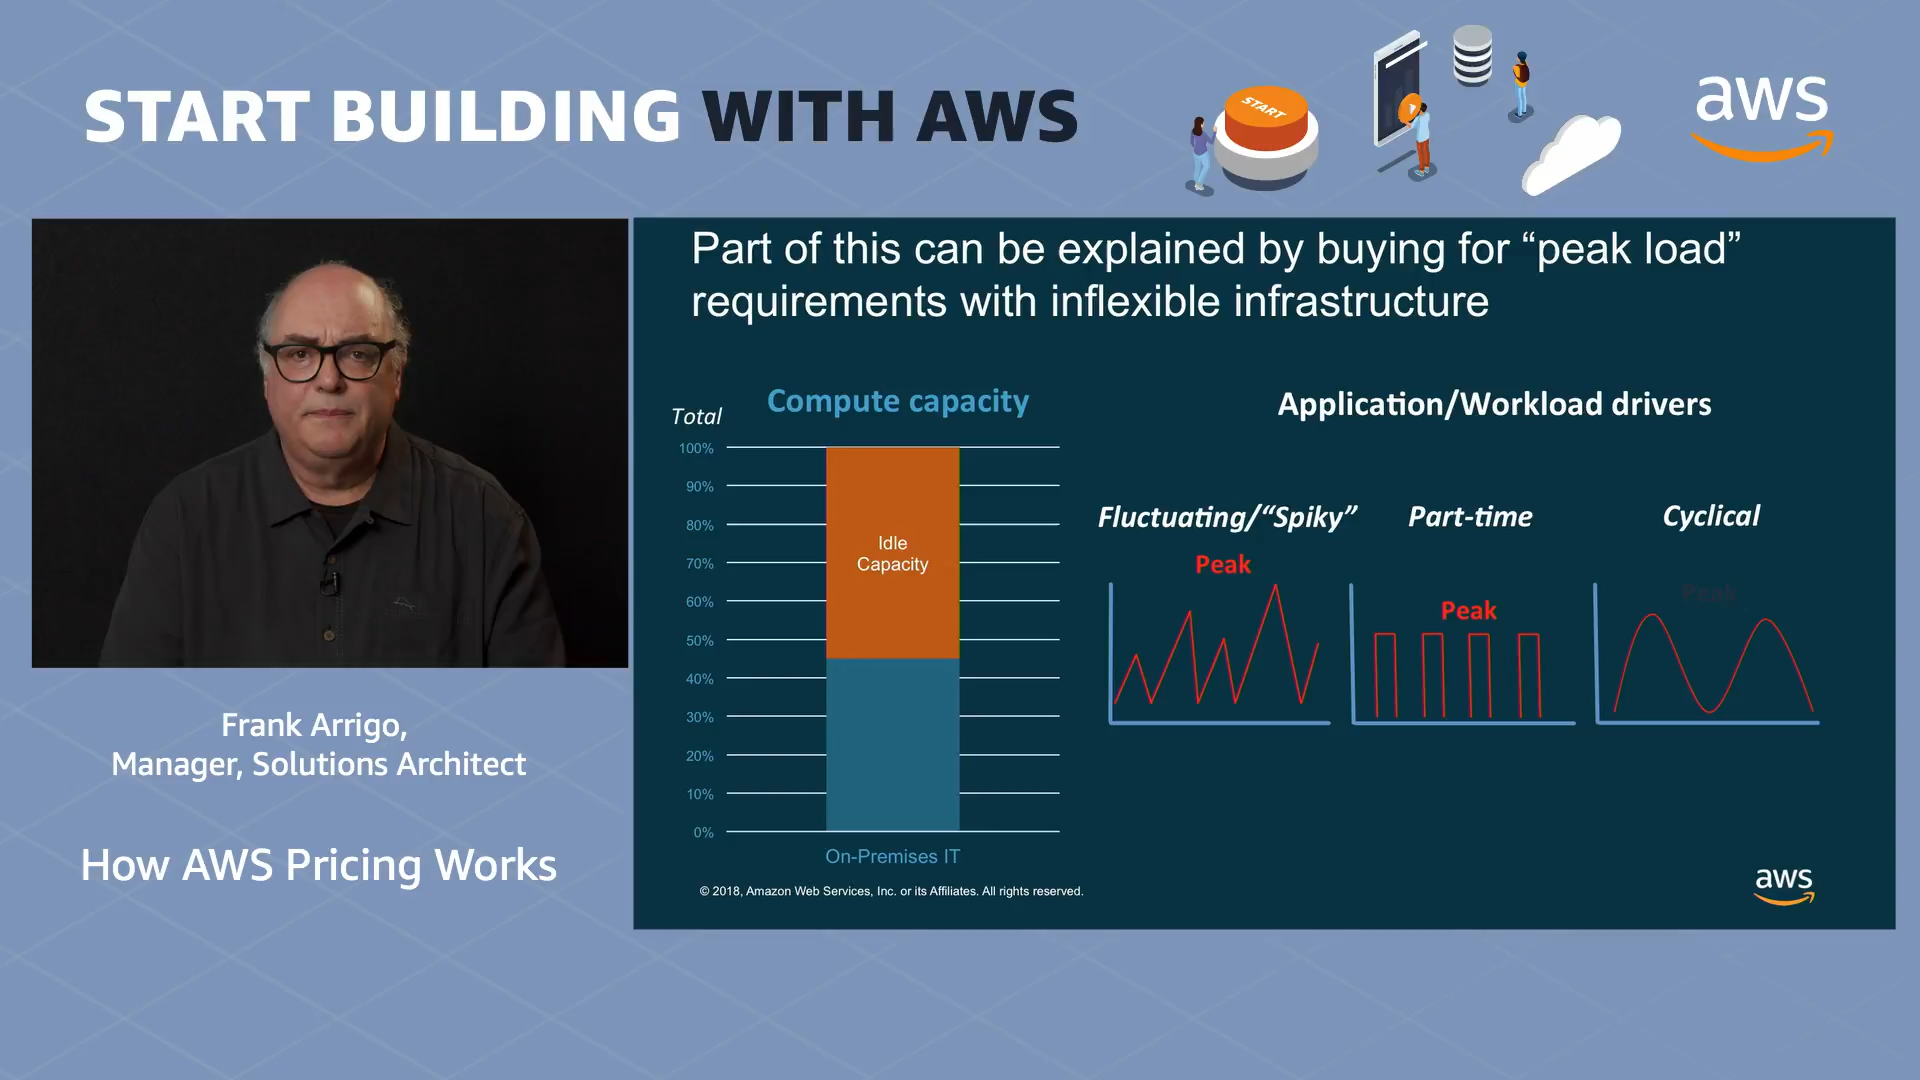 START BUILDING WITH AWS
START
aws
Part of this can be explained by buying for “peak load”
requirements with inflexible infrastructure
Total
Compute capacity
100%
90%
80%
70%
60%
50%
40%
30%
20%
10%
0%
Idle
Capacity
On-Premises IT
Application/Workload drivers
Fluctuating/“Spiky”
Peak
Part-time
Peak
Cyclical
Peak
© 2018, Amazon Web Services, Inc. or its Affiliates. All rights reserved.
aws
Frank Arrigo,
Manager, Solutions Architect
How AWS Pricing Works